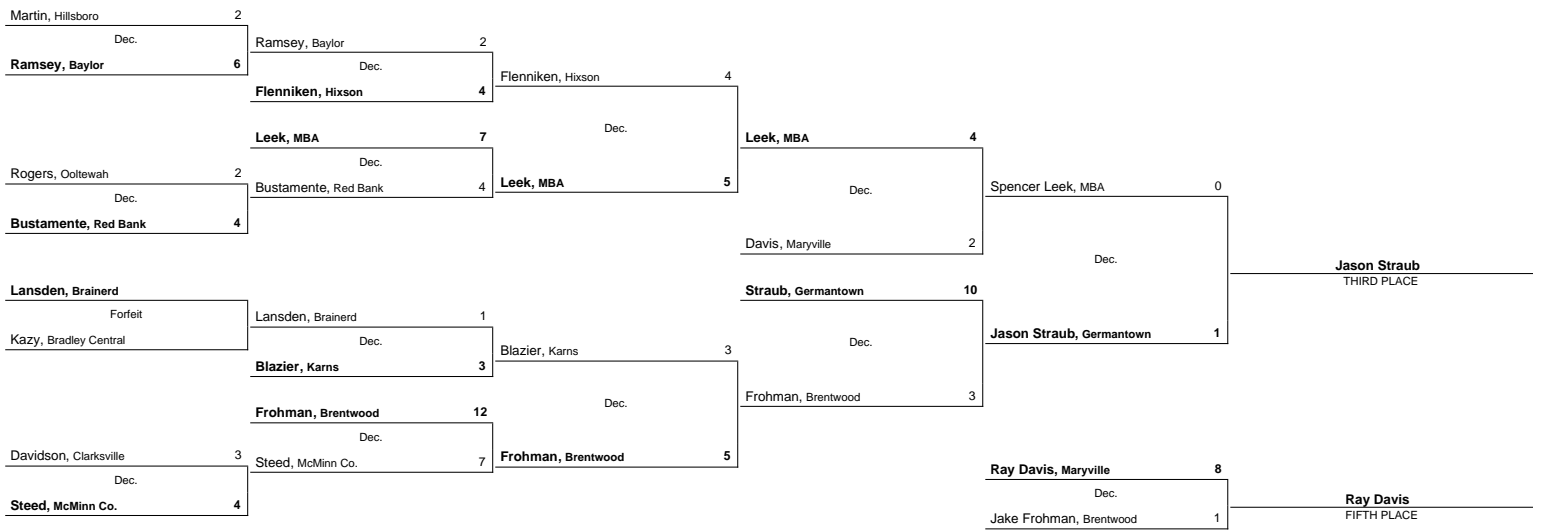 Martin, Hillsboro 2
Dec.
Ramsey, Baylor 6
Rogers, Ooltewah 2
Dec.
Bustamente, Red Bank 4
Lansden, Brainerd
Forfeit
Kazy, Bradley Central
Davidson, Clarksville 3
Dec.
Steed, McMinn Co. 4
Ramsey, Baylor 2
Dec.
Flenniken, Hixson 4
Leek, MBA 7
Dec.
Bustamente, Red Bank 4
Lansden, Brainerd 1
Dec.
Blazier, Karns 3
Frohman, Brentwood 12
Dec.
Steed, McMinn Co. 7
Flenniken, Hixson 4
Dec.
Leek, MBA 5
Blazier, Karns 3
Dec.
Frohman, Brentwood 5
Leek, MBA 4
Dec.
Davis, Maryville 2
Straub, Germantown 10
Dec.
Frohman, Brentwood 3
Spencer Leek, MBA 0
Dec.
Jason Straub, Germantown 1
Jason Straub
THIRD PLACE
Ray Davis, Maryville 8
Dec.
Jake Frohman, Brentwood 1
Ray Davis
FIFTH PLACE